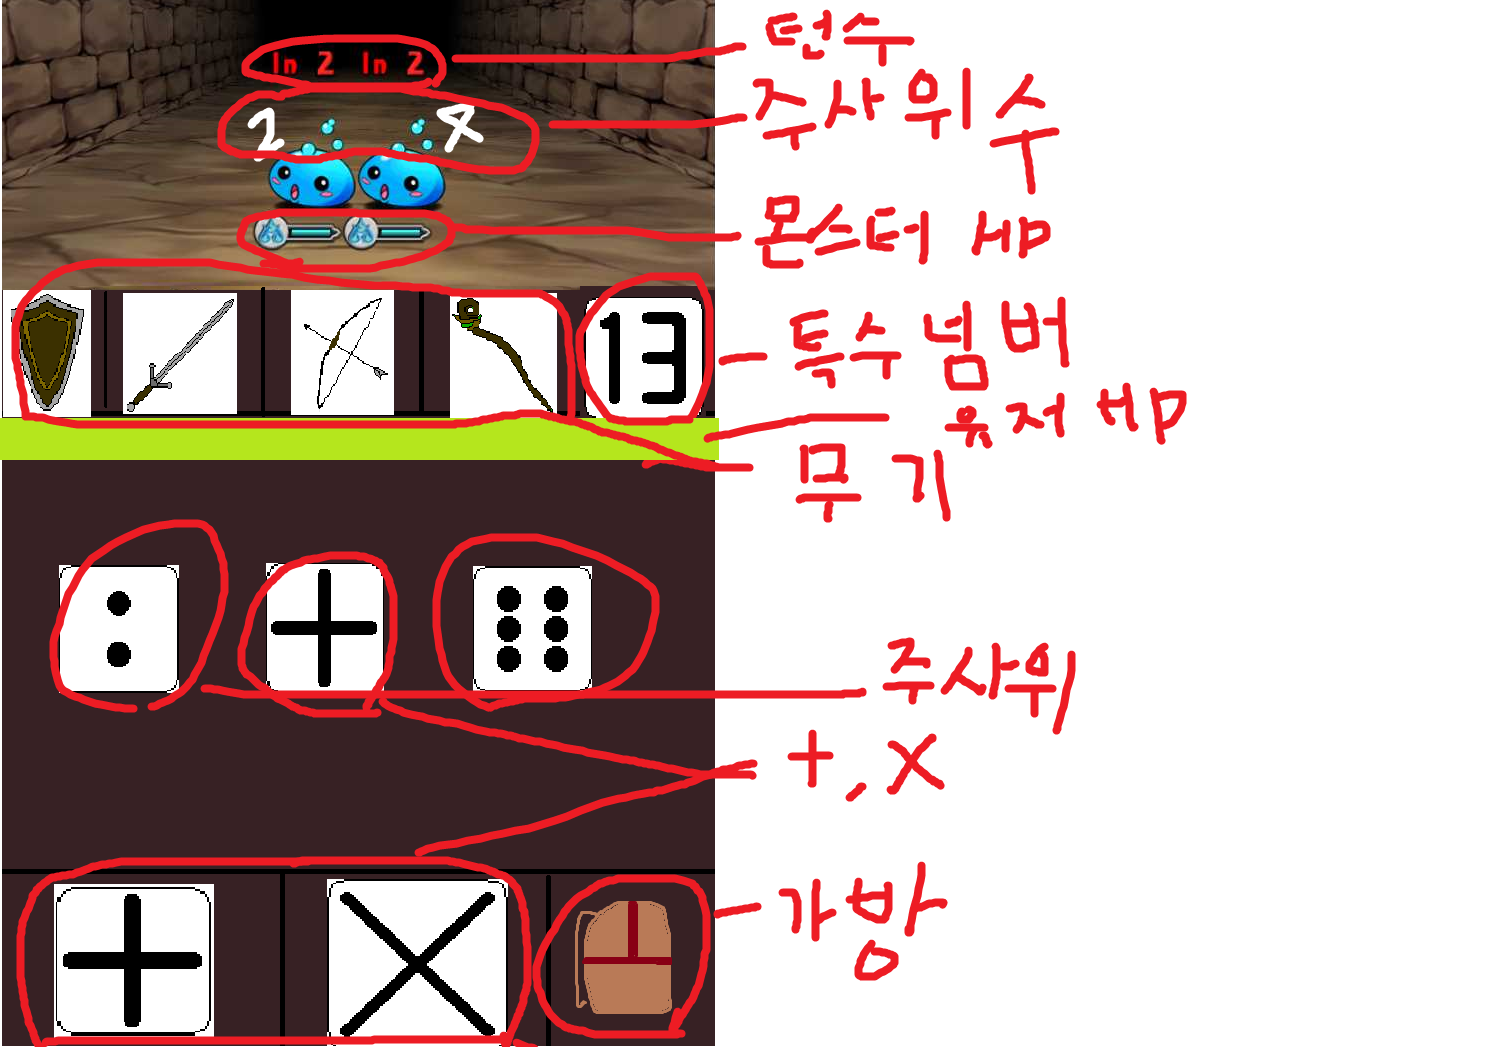 In 2 In 2
턴수
2 4
주사위 수
몬스터 HP
13
특수 넘버
유저 HP
무기
주사위
+, X
가방